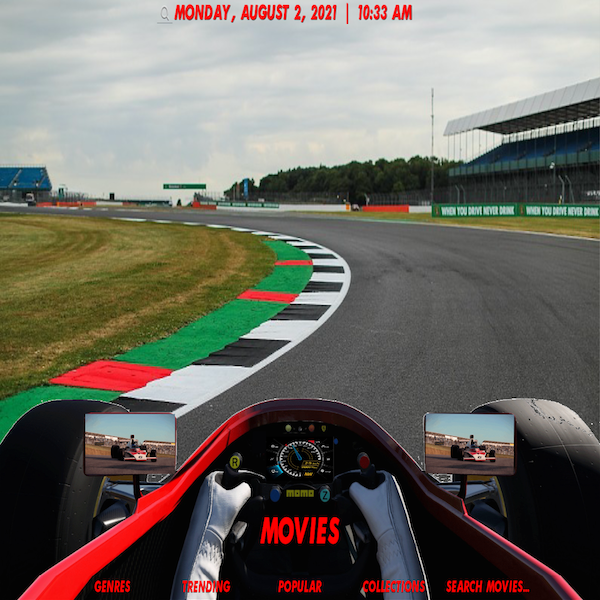 MONDAY, AUGUST 2, 2021 | 10:33 AM
WHEN YOU DRIVE NEVER DRINK WHEN YOU DRIVE NEVER DRINK
R
momo Z
MOVIES
GENRES TRENDING POPULAR COLLECTIONS SEARCH MOVIES...